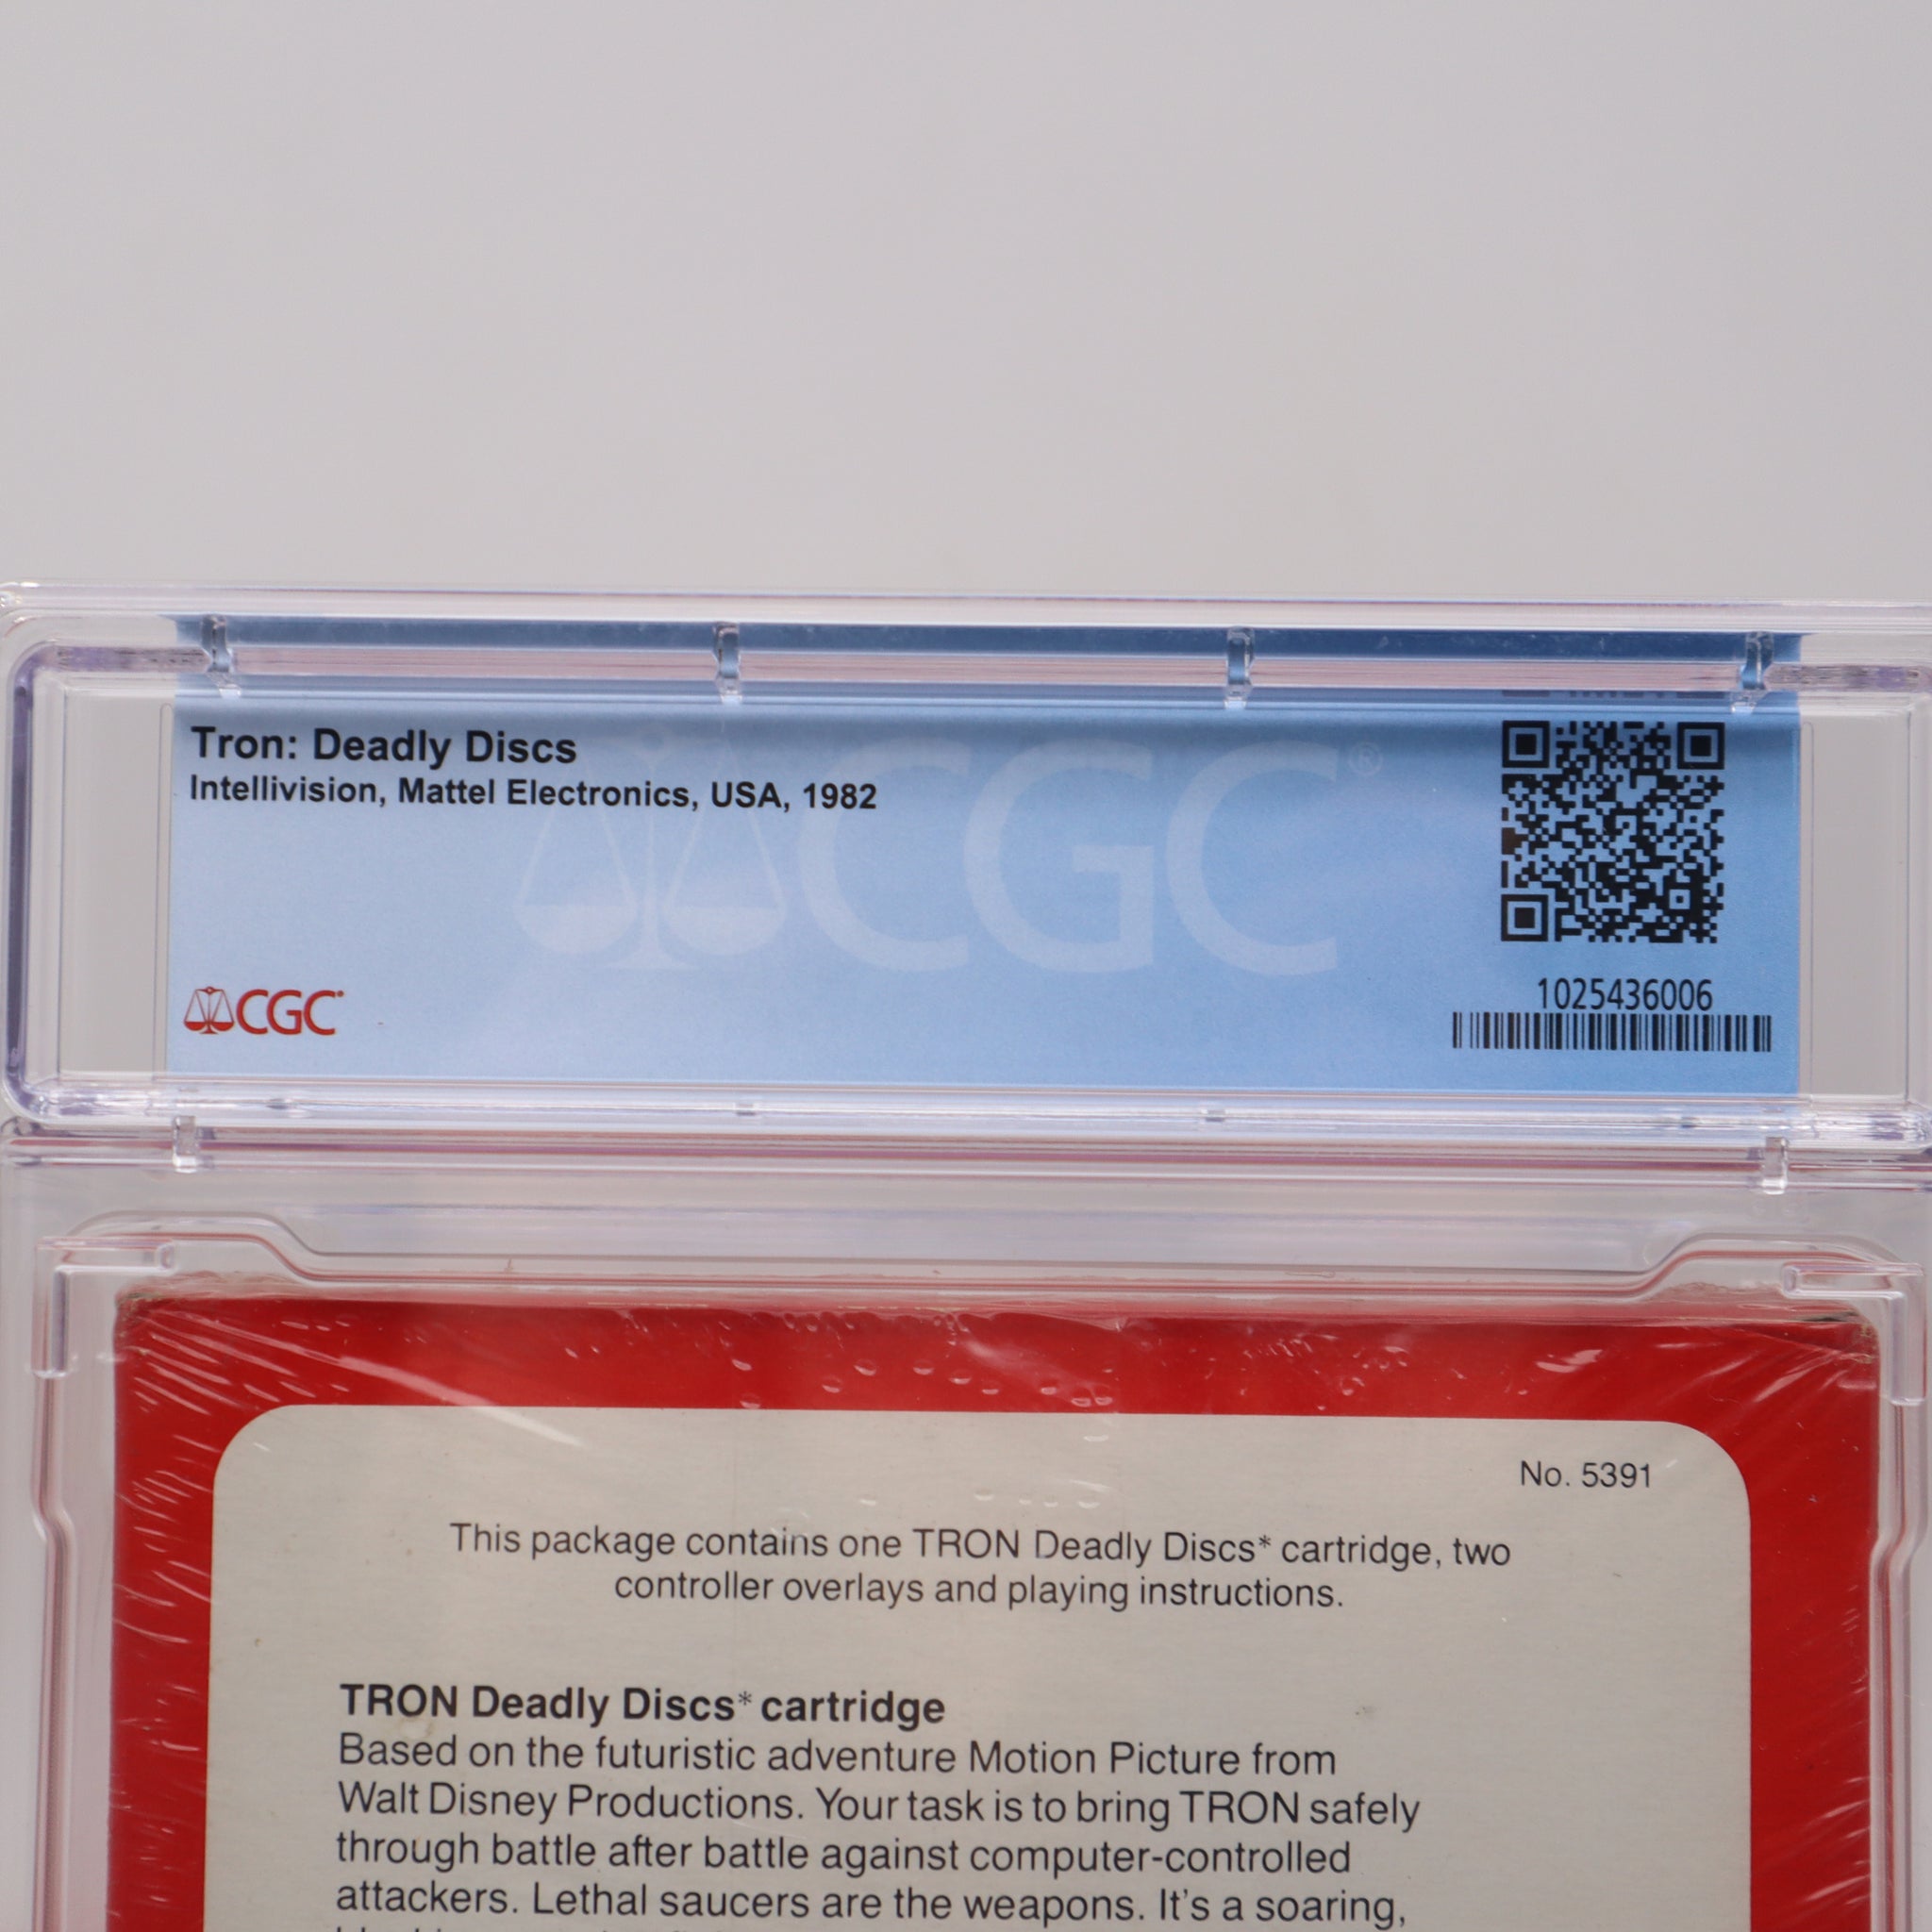 Tron: Deadly Discs
Intellivision, Mattel Electronics, USA, 1982
CGC®
CGC
1025436006
No. 5391
This package contains one TRON Deadly Discs* cartridge, two
controller overlays and playing instructions.
TRON Deadly Discs* cartridge
Based on the futuristic adventure Motion Picture from
Walt Disney Productions. Your task is to bring TRON safely
through battle after battle against computer-controlled
attackers. Lethal saucers are the weapons. It's a soaring,